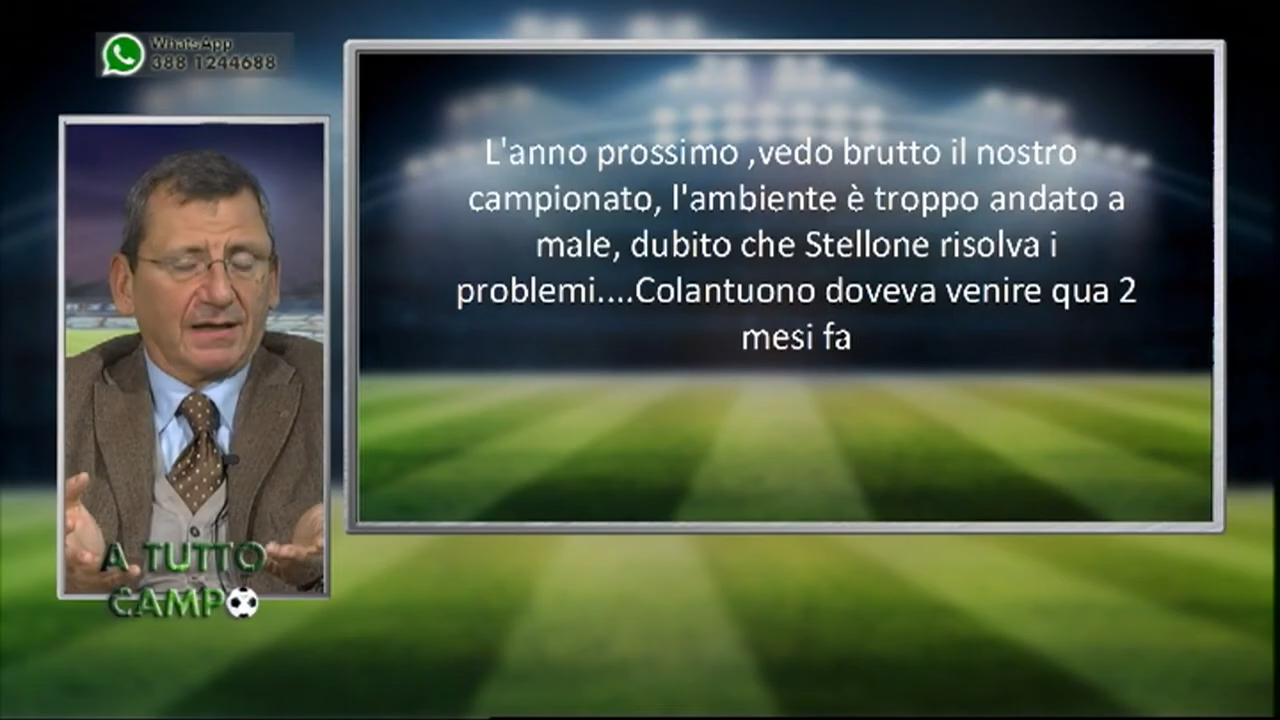 WhatsApp
388 1244688
L'anno prossimo ,vedo brutto il nostro
campionato, l'ambiente è troppo andato a
male, dubito che Stellone risolva i
problemi....Colantuono doveva venire qua 2
mesi fa
A TUTTO
CAMPO